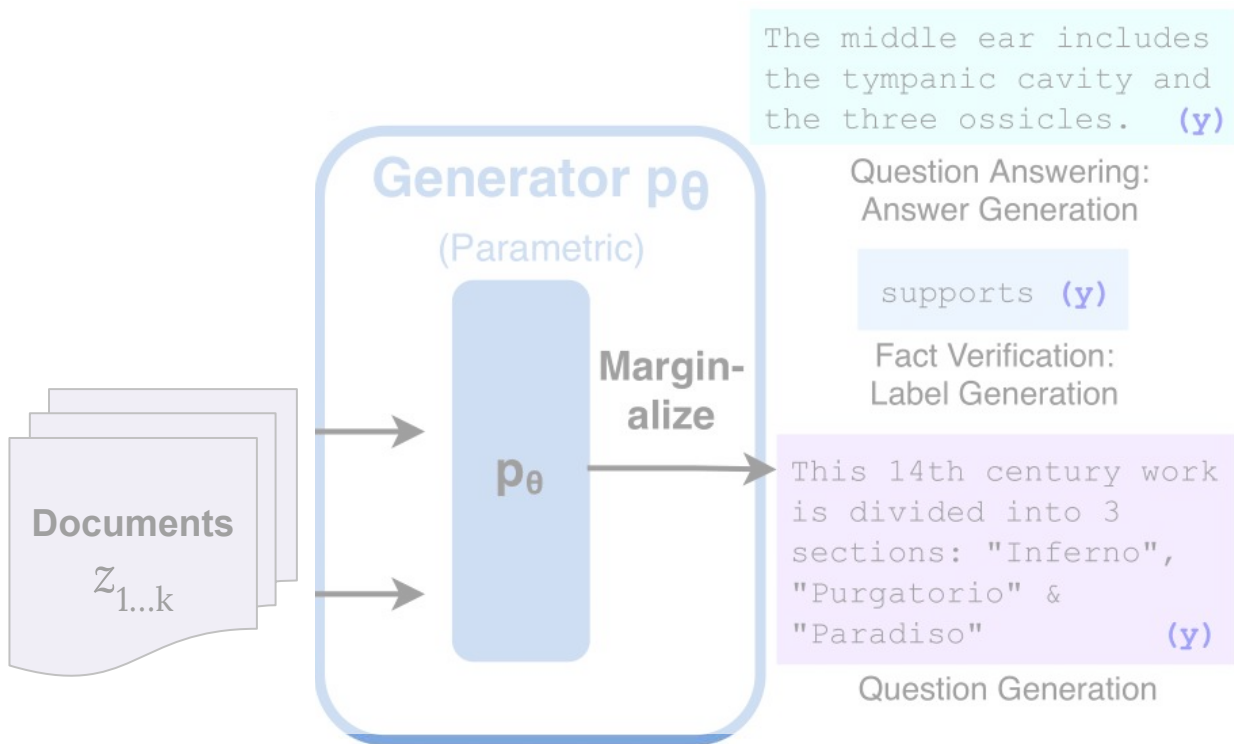 The middle ear includes
the tympanic cavity and
the three ossicles. (y)
Question Answering:
Answer Generation
Generator pθ
(Parametric)
supports (y)
Fact Verification:
Label Generation
Margin-
alize
pθ
Documents
z1...k
This 14th century work
is divided into 3
sections: "Inferno",
"Purgatorio" &
"Paradiso" (y)
Question Generation